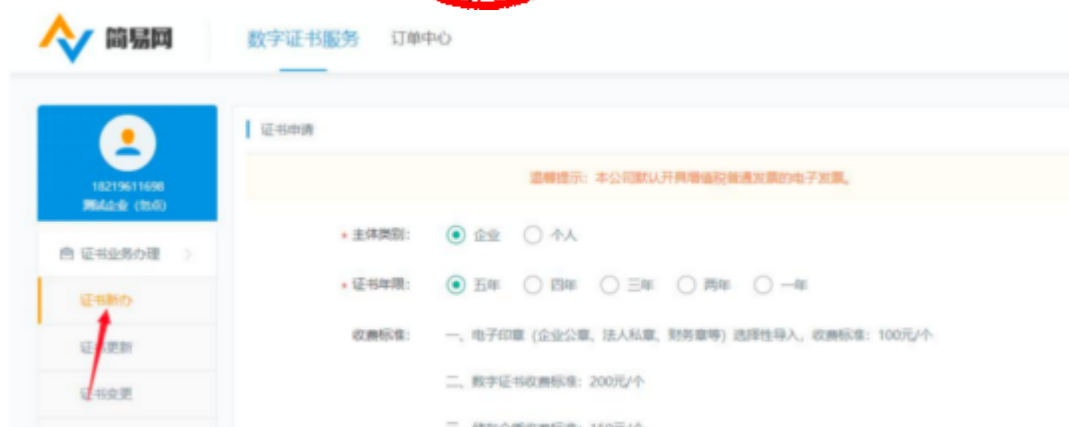 简易网
数字证书服务 订单中心
证书申请
18219611698
测试企业（勿动）
温馨提示：本公司默认开具增值税普通发票的电子发票。
* 主体类别： 企业 个人
证书业务办理 >
* 证书年限： 五年 四年 三年 两年 一年
证书新办
收费标准： 一、电子印章（企业公章、法人私章、财务章等）选择性导入，收费标准：100元/个
证书更新
二、数字证书收费标准：200元/个
证书变更